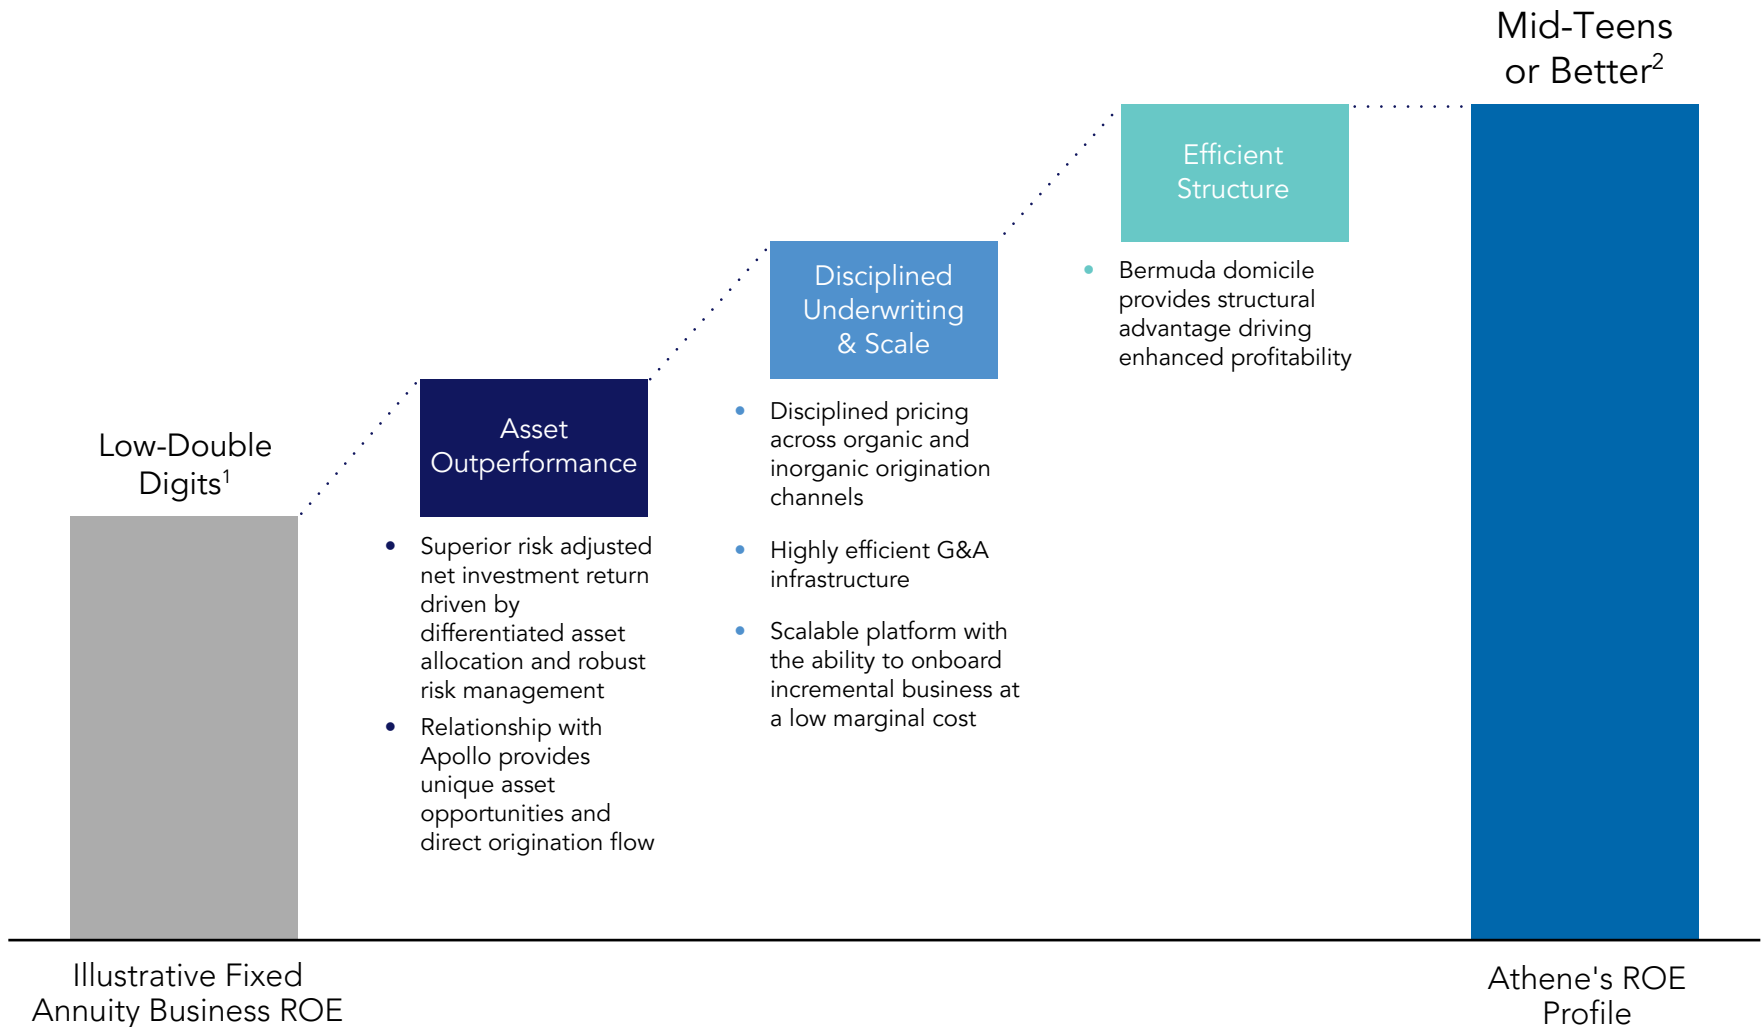 Low-Double
Digits¹
Illustrative Fixed
Annuity Business ROE
Asset
Outperformance
• Superior risk adjusted
net investment return
driven by
differentiated asset
allocation and robust
risk management
• Relationship with
Apollo provides
unique asset
opportunities and
direct origination flow
Disciplined
Underwriting
& Scale
• Disciplined pricing
across organic and
inorganic origination
channels
• Highly efficient G&A
infrastructure
• Scalable platform with
the ability to onboard
incremental business at
a low marginal cost
Efficient
Structure
• Bermuda domicile
provides structural
advantage driving
enhanced profitability
Mid-Teens
or Better²
Athene's ROE
Profile